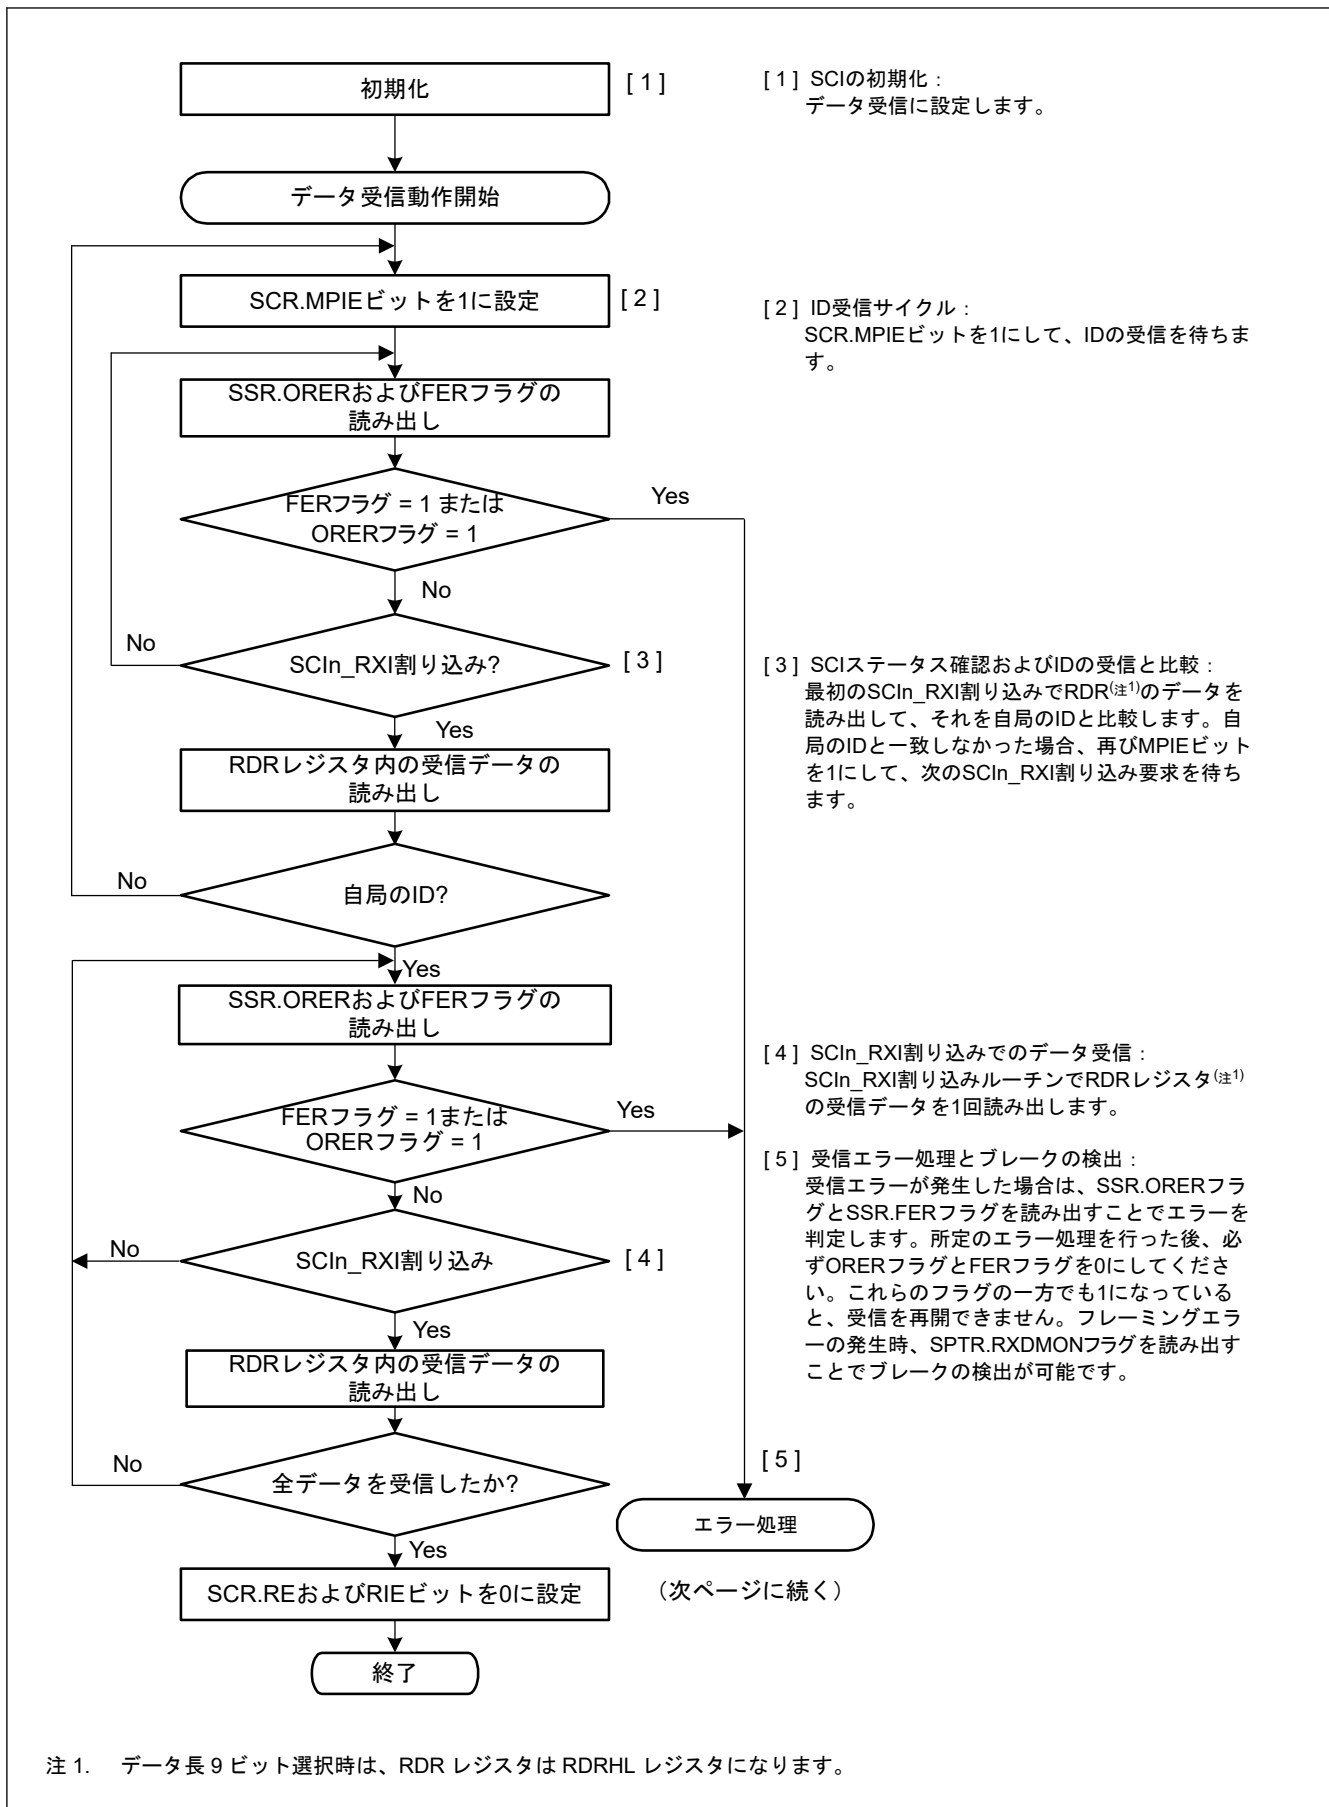 初期化
[ 1 ]
[ 1 ] SCIの初期化：
データ受信に設定します。
データ受信動作開始
SCR.MPIEビットを1に設定
[ 2 ]
[ 2 ] ID受信サイクル：
SCR.MPIEビットを1にして、IDの受信を待ちま
す。
SSR.ORERおよびFERフラグの
読み出し
FERフラグ = 1 または
ORERフラグ = 1
Yes
No
No
SCIn_RXI割り込み?
[ 3 ]
[ 3 ] SCIステータス確認およびIDの受信と比較：
最初のSCIn_RXI割り込みでRDR(注1)のデータを
読み出して、それを自局のIDと比較します。自
局のIDと一致しなかった場合、再びMPIEビット
を1にして、次のSCIn_RXI割り込み要求を待ち
ます。
Yes
RDRレジスタ内の受信データの
読み出し
No
自局のID?
Yes
SSR.ORERおよびFERフラグの
読み出し
[ 4 ] SCIn_RXI割り込みでのデータ受信：
SCIn_RXI割り込みルーチンでRDRレジスタ(注1)
の受信データを1回読み出します。
FERフラグ = 1または
ORERフラグ = 1
Yes
[ 5 ] 受信エラー処理とブレークの検出：
受信エラーが発生した場合は、SSR.ORERフラ
グとSSR.FERフラグを読み出すことでエラーを
判定します。所定のエラー処理を行った後、必
ずORERフラグとFERフラグを0にしてくださ
い。これらのフラグの一方でも1になっている
と、受信を再開できません。フレーミングエラ
ーの発生時、SPTR.RXDMONフラグを読み出す
ことでブレークの検出が可能です。
No
No
SCIn_RXI割り込み
[ 4 ]
Yes
RDRレジスタ内の受信データの
読み出し
No
全データを受信したか?
[ 5 ]
エラー処理
Yes
SCR.REおよびRIEビットを0に設定
（次ページに続く）
終了
注 1. データ長 9 ビット選択時は、RDR レジスタは RDRHL レジスタになります。